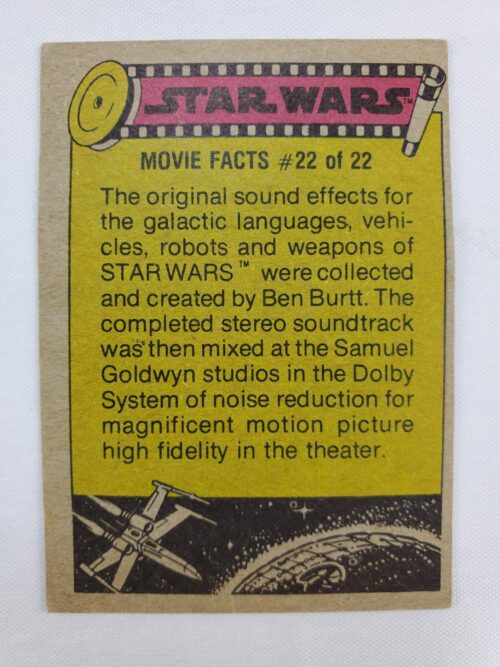 STAR WARS™
MOVIE FACTS #22 of 22
The original sound effects for
the galactic languages, vehi-
cles, robots and weapons of
STAR WARS™ were collected
and created by Ben Burtt. The
completed stereo soundtrack
was then mixed at the Samuel
Goldwyn studios in the Dolby
System of noise reduction for
magnificent motion picture
high fidelity in the theater.